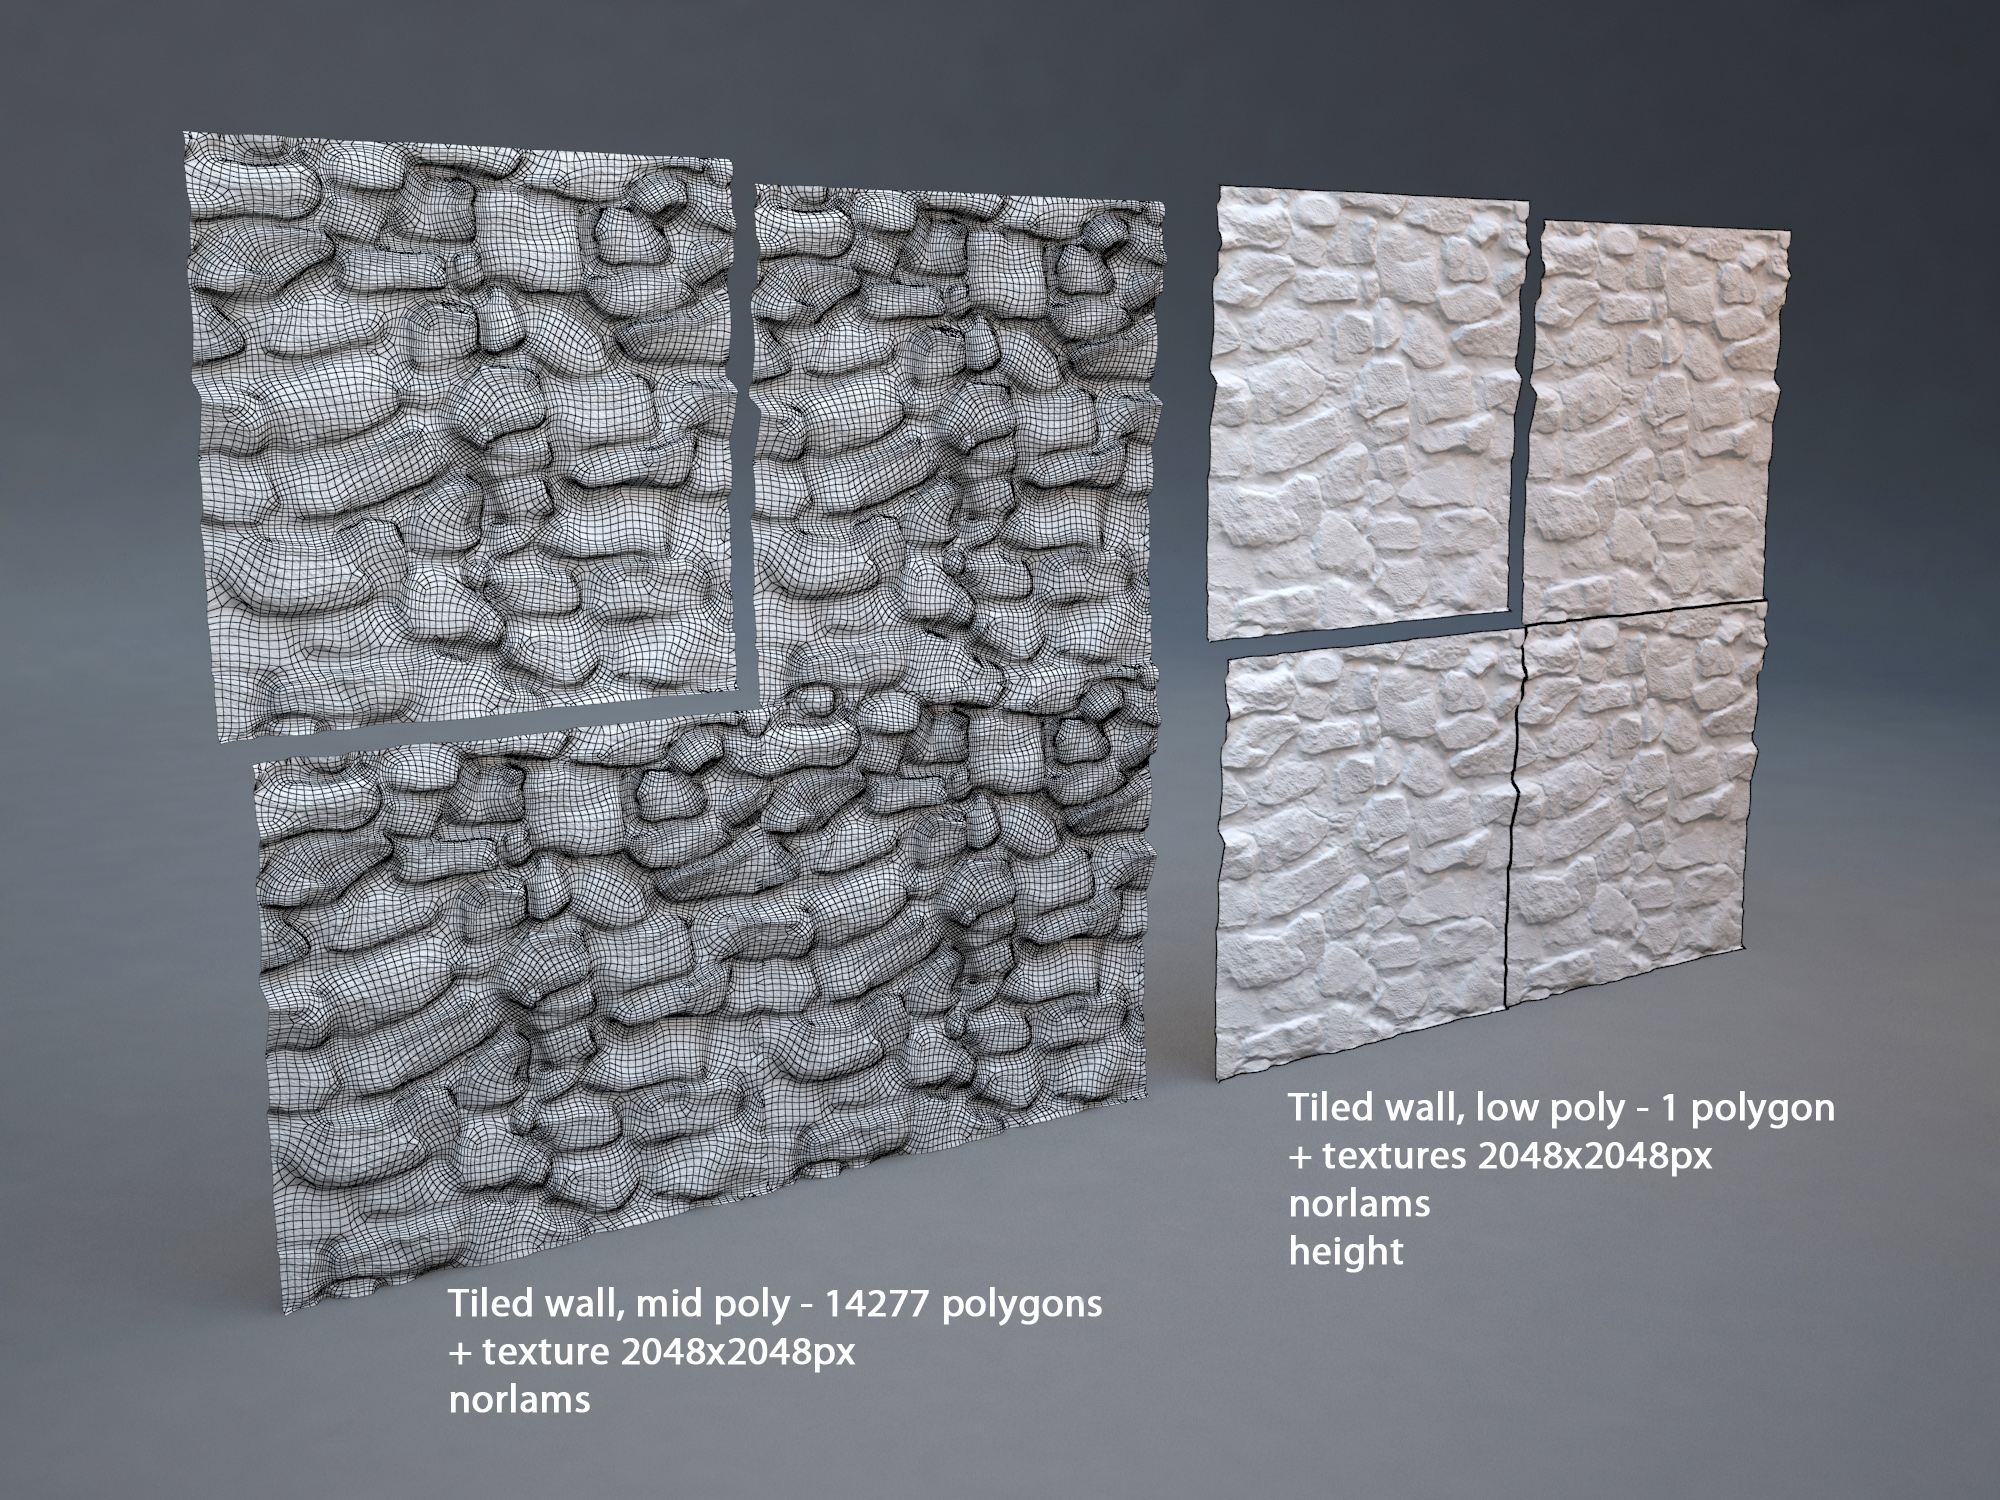 Tiled wall, mid poly - 14277 polygons
+ texture 2048x2048px
norlams
Tiled wall, low poly - 1 polygon
+ textures 2048x2048px
norlams
height